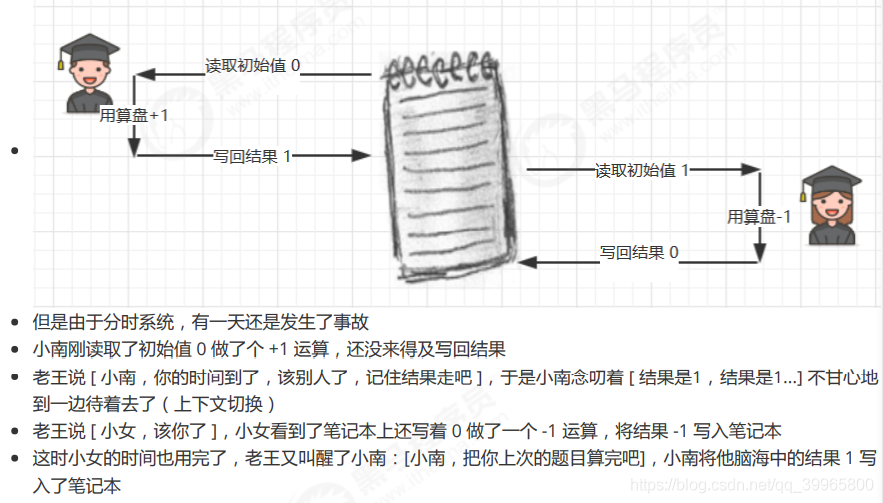 读取初始值 0
用算盘+1
写回结果 1
读取初始值 1
用算盘-1
写回结果 0
但是由于分时系统，有一天还是发生了事故
小南刚读取了初始值 0 做了个 +1 运算，还没来得及写回结果
老王说 [ 小南，你的时间到了，该别人了，记住结果走吧 ]，于是小南念叨着 [ 结果是1，结果是1...] 不甘心地
到一边待着去了（上下文切换）
老王说 [ 小女，该你了 ]，小女看到了笔记本上还写着 0 做了一个 -1 运算，将结果 -1 写入笔记本
这时小女的时间也用完了，老王又叫醒了小南：[小南，把你上次的题目算完吧]，小南将他脑海中的结果 1 写
入了笔记本
https://blog.csdn.net/qq_39965800